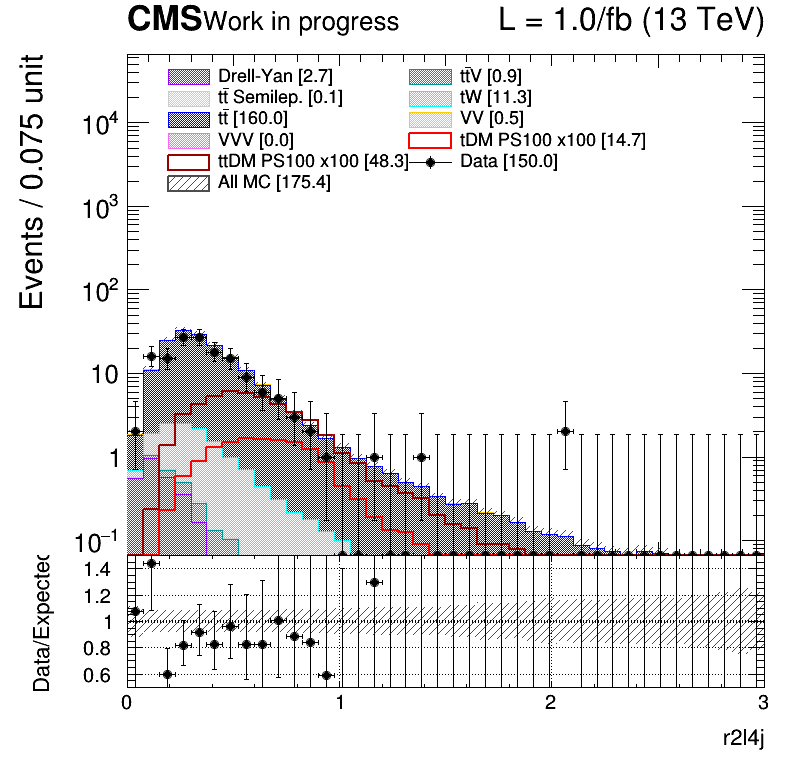 CMS Work in progress L = 1.0/fb (13 TeV)
Drell-Yan [2.7] tt̄V [0.9]
tt̄ Semilep. [0.1] tW [11.3]
tt̄ [160.0] VV [0.5]
VVV [0.0] tDM PS100 x100 [14.7]
ttDM PS100 x100 [48.3] Data [150.0]
All MC [175.4]
Events / 0.075 unit
10⁴
10³
10²
10
1
10⁻¹
Data/Expected
1.4
1.2
1
0.8
0.6
0 1 2 3
r2l4j